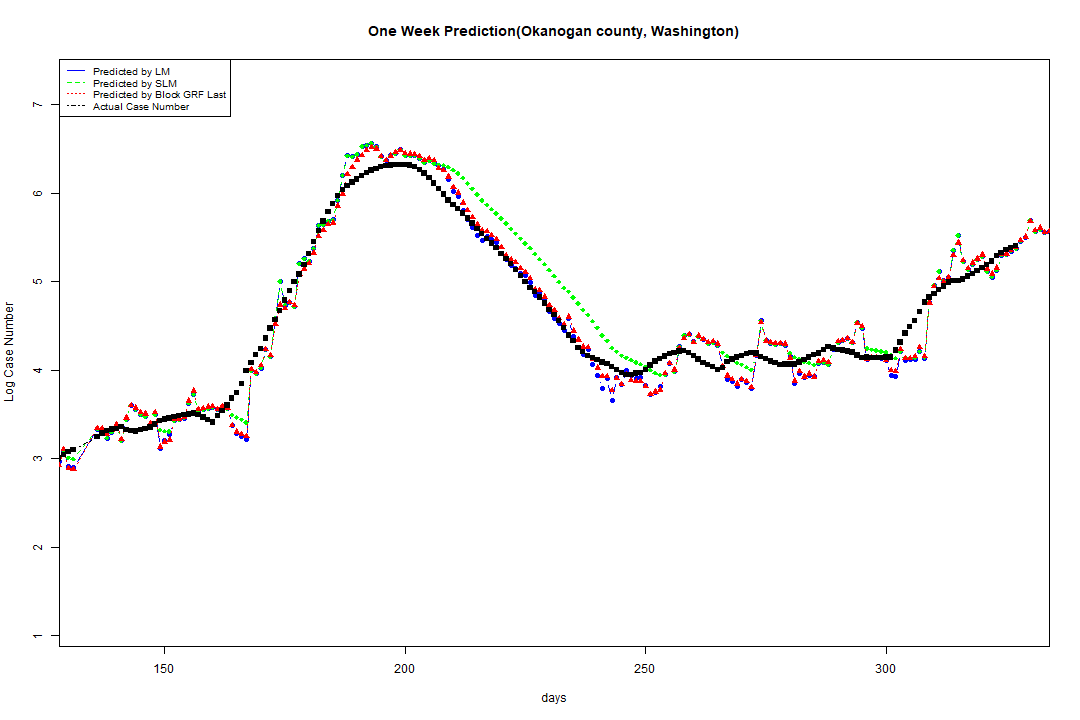 One Week Prediction(Okanogan county, Washington)
Predicted by LM
Predicted by SLM
Predicted by Block GRF Last
Actual Case Number
7
6
5
4
3
2
1
Log Case Number
150 200 250 300
days